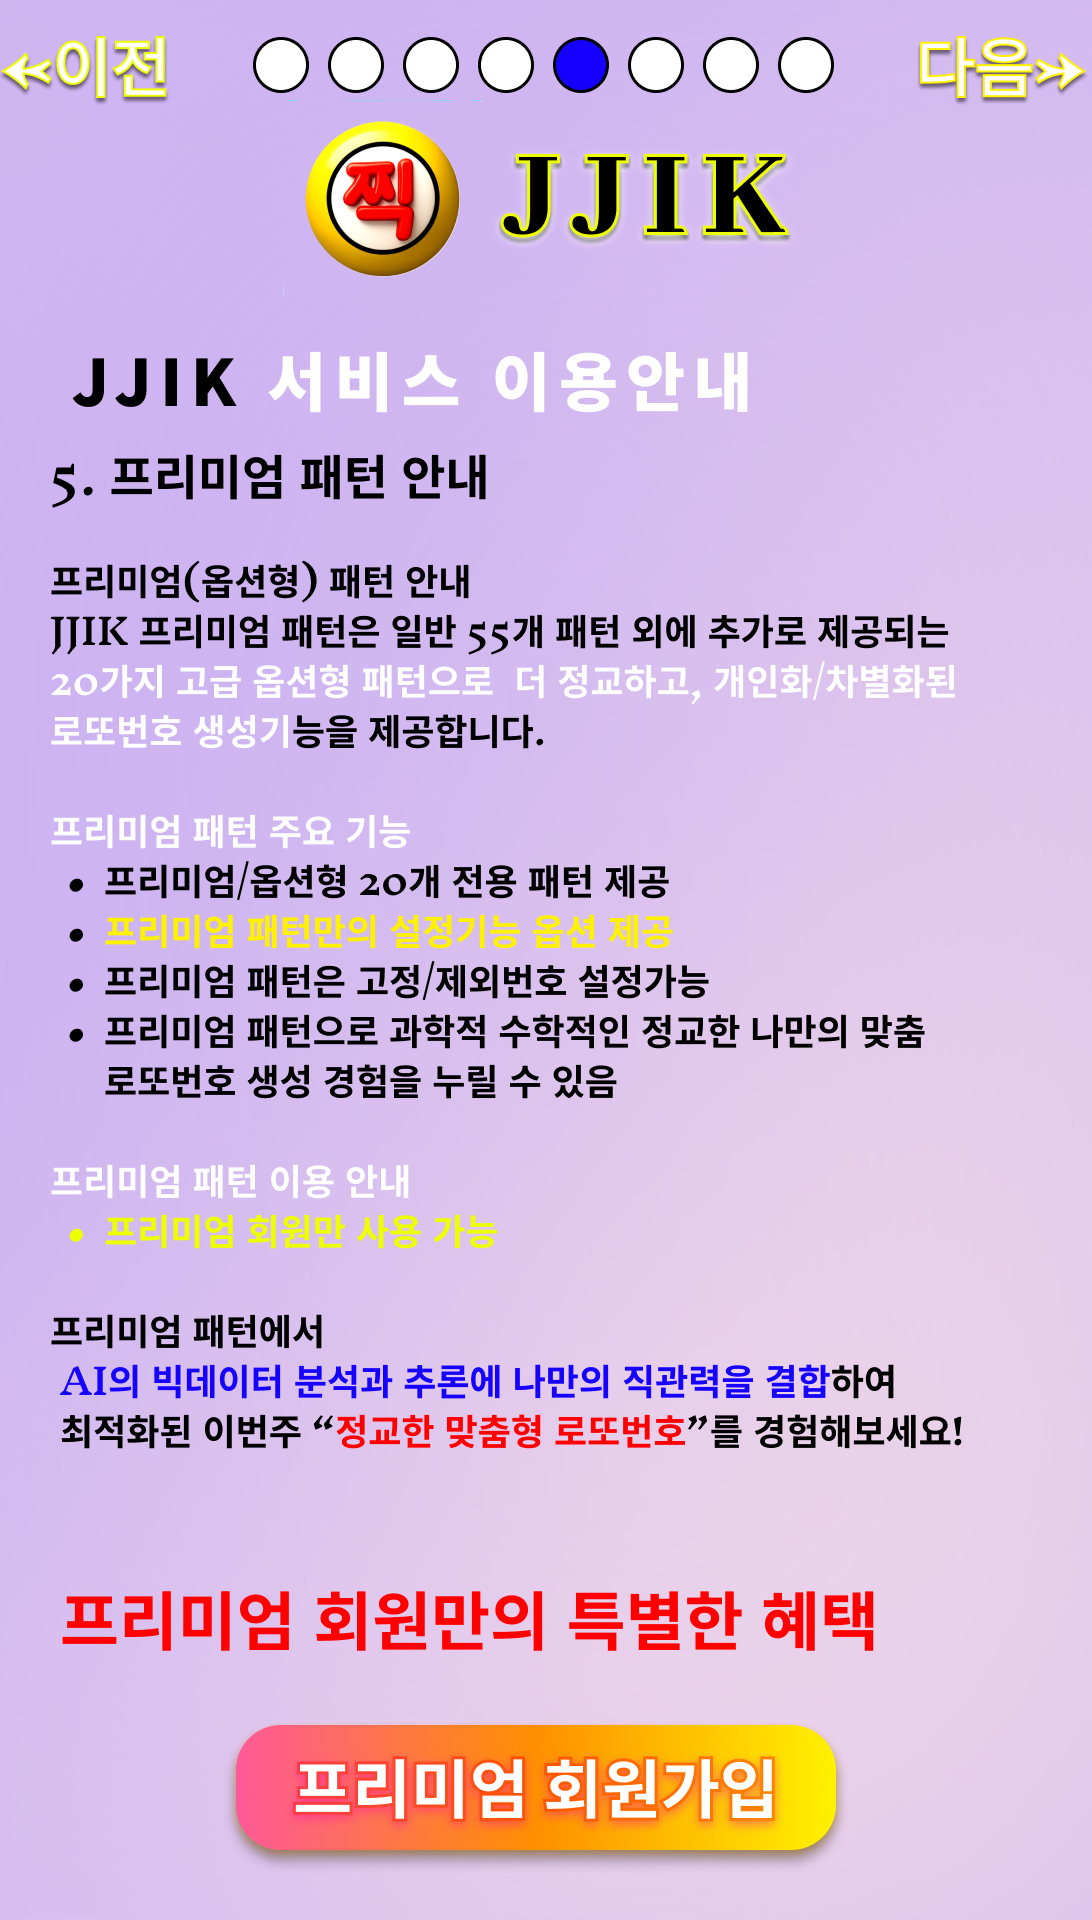 이전
다음
찍 JJIK
JJIK 서비스 이용안내
5. 프리미엄 패턴 안내
프리미엄(옵션형) 패턴 안내
JJIK 프리미엄 패턴은 일반 55개 패턴 외에 추가로 제공되는
20가지 고급 옵션형 패턴으로 더 정교하고, 개인화/차별화된
로또번호 생성기능을 제공합니다.
프리미엄 패턴 주요 기능
• 프리미엄/옵션형 20개 전용 패턴 제공
• 프리미엄 패턴만의 설정기능 옵션 제공
• 프리미엄 패턴은 고정/제외번호 설정가능
• 프리미엄 패턴으로 과학적 수학적인 정교한 나만의 맞춤
로또번호 생성 경험을 누릴 수 있음
프리미엄 패턴 이용 안내
• 프리미엄 회원만 사용 가능
프리미엄 패턴에서
AI의 빅데이터 분석과 추론에 나만의 직관력을 결합하여
최적화된 이번주 “정교한 맞춤형 로또번호”를 경험해보세요!
프리미엄 회원만의 특별한 혜택
프리미엄 회원가입